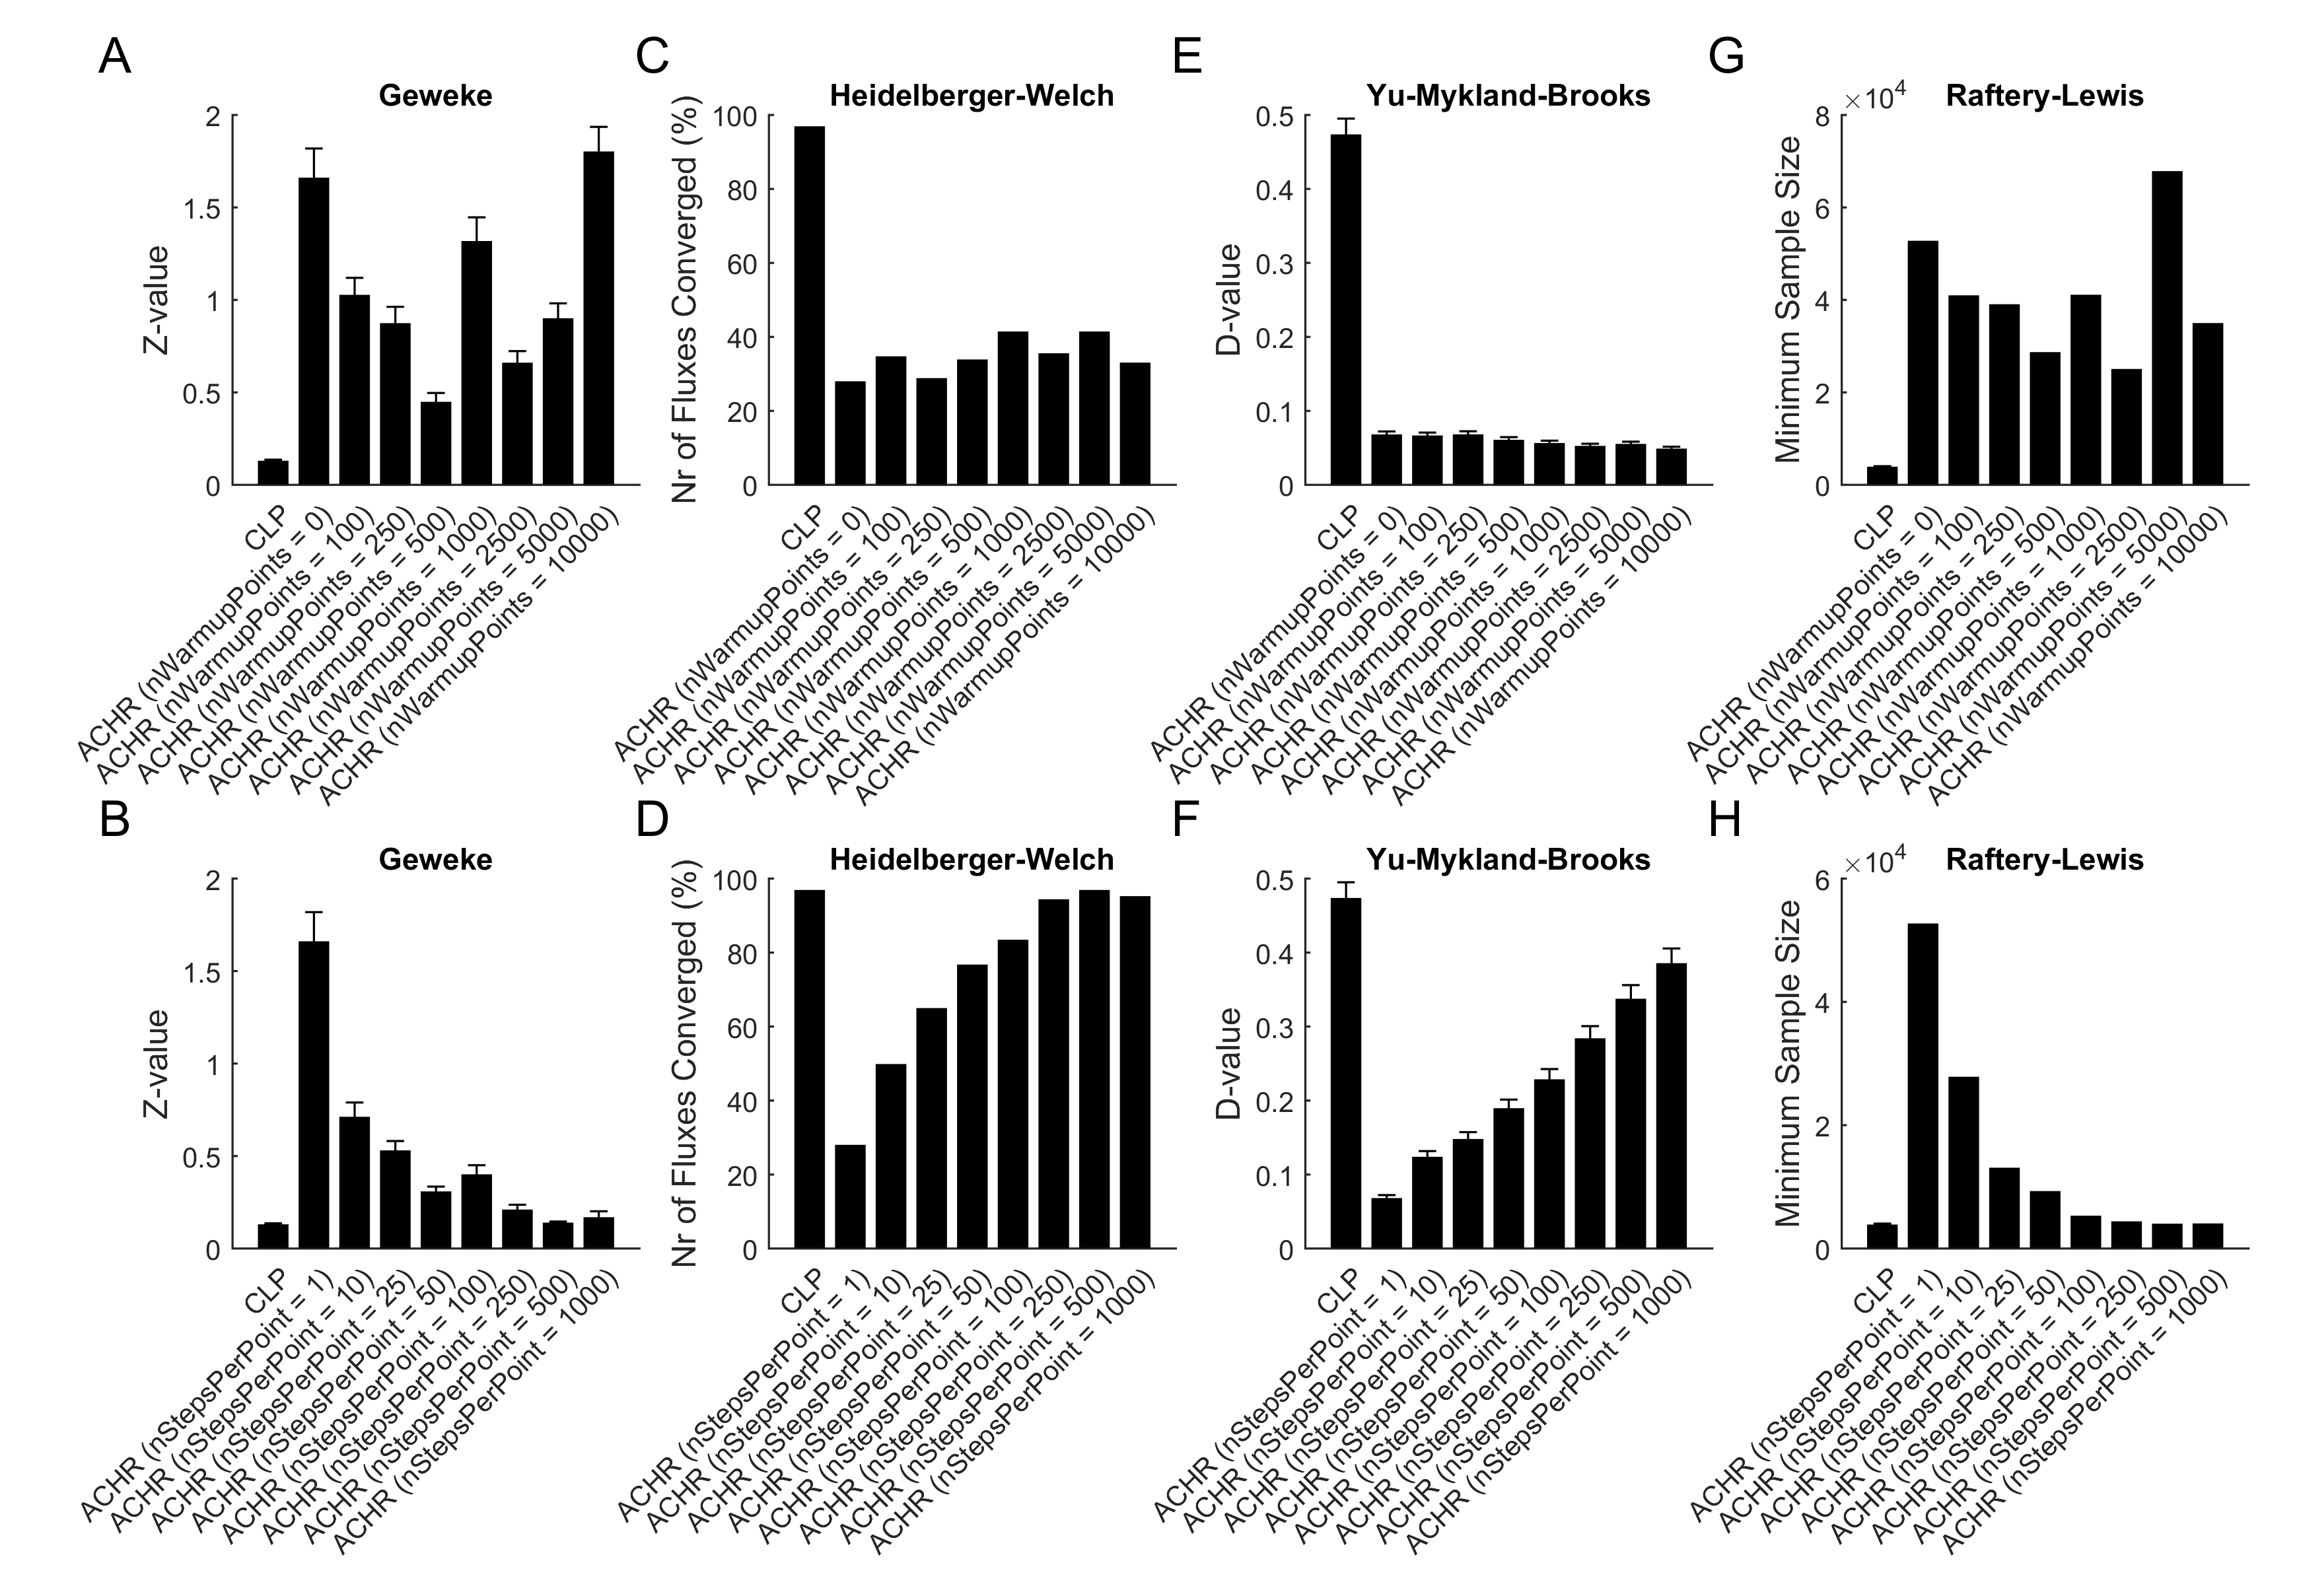 A
Geweke
Z-value
2
1.5
1
0.5
0
CLP
ACHR (nWarmupPoints = 0)
ACHR (nWarmupPoints = 100)
ACHR (nWarmupPoints = 250)
ACHR (nWarmupPoints = 500)
ACHR (nWarmupPoints = 1000)
ACHR (nWarmupPoints = 2500)
ACHR (nWarmupPoints = 5000)
ACHR (nWarmupPoints = 10000)
C
Heidelberger-Welch
Nr of Fluxes Converged (%)
100
80
60
40
20
0
CLP
ACHR (nWarmupPoints = 0)
ACHR (nWarmupPoints = 100)
ACHR (nWarmupPoints = 250)
ACHR (nWarmupPoints = 500)
ACHR (nWarmupPoints = 1000)
ACHR (nWarmupPoints = 2500)
ACHR (nWarmupPoints = 5000)
ACHR (nWarmupPoints = 10000)
E
Yu-Mykland-Brooks
D-value
0.5
0.4
0.3
0.2
0.1
0
CLP
ACHR (nWarmupPoints = 0)
ACHR (nWarmupPoints = 100)
ACHR (nWarmupPoints = 250)
ACHR (nWarmupPoints = 500)
ACHR (nWarmupPoints = 1000)
ACHR (nWarmupPoints = 2500)
ACHR (nWarmupPoints = 5000)
ACHR (nWarmupPoints = 10000)
G
×10⁴
Raftery-Lewis
Minimum Sample Size
8
6
4
2
0
CLP
ACHR (nWarmupPoints = 0)
ACHR (nWarmupPoints = 100)
ACHR (nWarmupPoints = 250)
ACHR (nWarmupPoints = 500)
ACHR (nWarmupPoints = 1000)
ACHR (nWarmupPoints = 2500)
ACHR (nWarmupPoints = 5000)
ACHR (nWarmupPoints = 10000)
B
Geweke
Z-value
2
1.5
1
0.5
0
CLP
ACHR (nStepsPerPoint = 1)
ACHR (nStepsPerPoint = 10)
ACHR (nStepsPerPoint = 25)
ACHR (nStepsPerPoint = 50)
ACHR (nStepsPerPoint = 100)
ACHR (nStepsPerPoint = 250)
ACHR (nStepsPerPoint = 500)
ACHR (nStepsPerPoint = 1000)
D
Heidelberger-Welch
Nr of Fluxes Converged (%)
100
80
60
40
20
0
CLP
ACHR (nStepsPerPoint = 1)
ACHR (nStepsPerPoint = 10)
ACHR (nStepsPerPoint = 25)
ACHR (nStepsPerPoint = 50)
ACHR (nStepsPerPoint = 100)
ACHR (nStepsPerPoint = 250)
ACHR (nStepsPerPoint = 500)
ACHR (nStepsPerPoint = 1000)
F
Yu-Mykland-Brooks
D-value
0.5
0.4
0.3
0.2
0.1
0
CLP
ACHR (nStepsPerPoint = 1)
ACHR (nStepsPerPoint = 10)
ACHR (nStepsPerPoint = 25)
ACHR (nStepsPerPoint = 50)
ACHR (nStepsPerPoint = 100)
ACHR (nStepsPerPoint = 250)
ACHR (nStepsPerPoint = 500)
ACHR (nStepsPerPoint = 1000)
H
×10⁴
Raftery-Lewis
Minimum Sample Size
6
4
2
0
CLP
ACHR (nStepsPerPoint = 1)
ACHR (nStepsPerPoint = 10)
ACHR (nStepsPerPoint = 25)
ACHR (nStepsPerPoint = 50)
ACHR (nStepsPerPoint = 100)
ACHR (nStepsPerPoint = 250)
ACHR (nStepsPerPoint = 500)
ACHR (nStepsPerPoint = 1000)